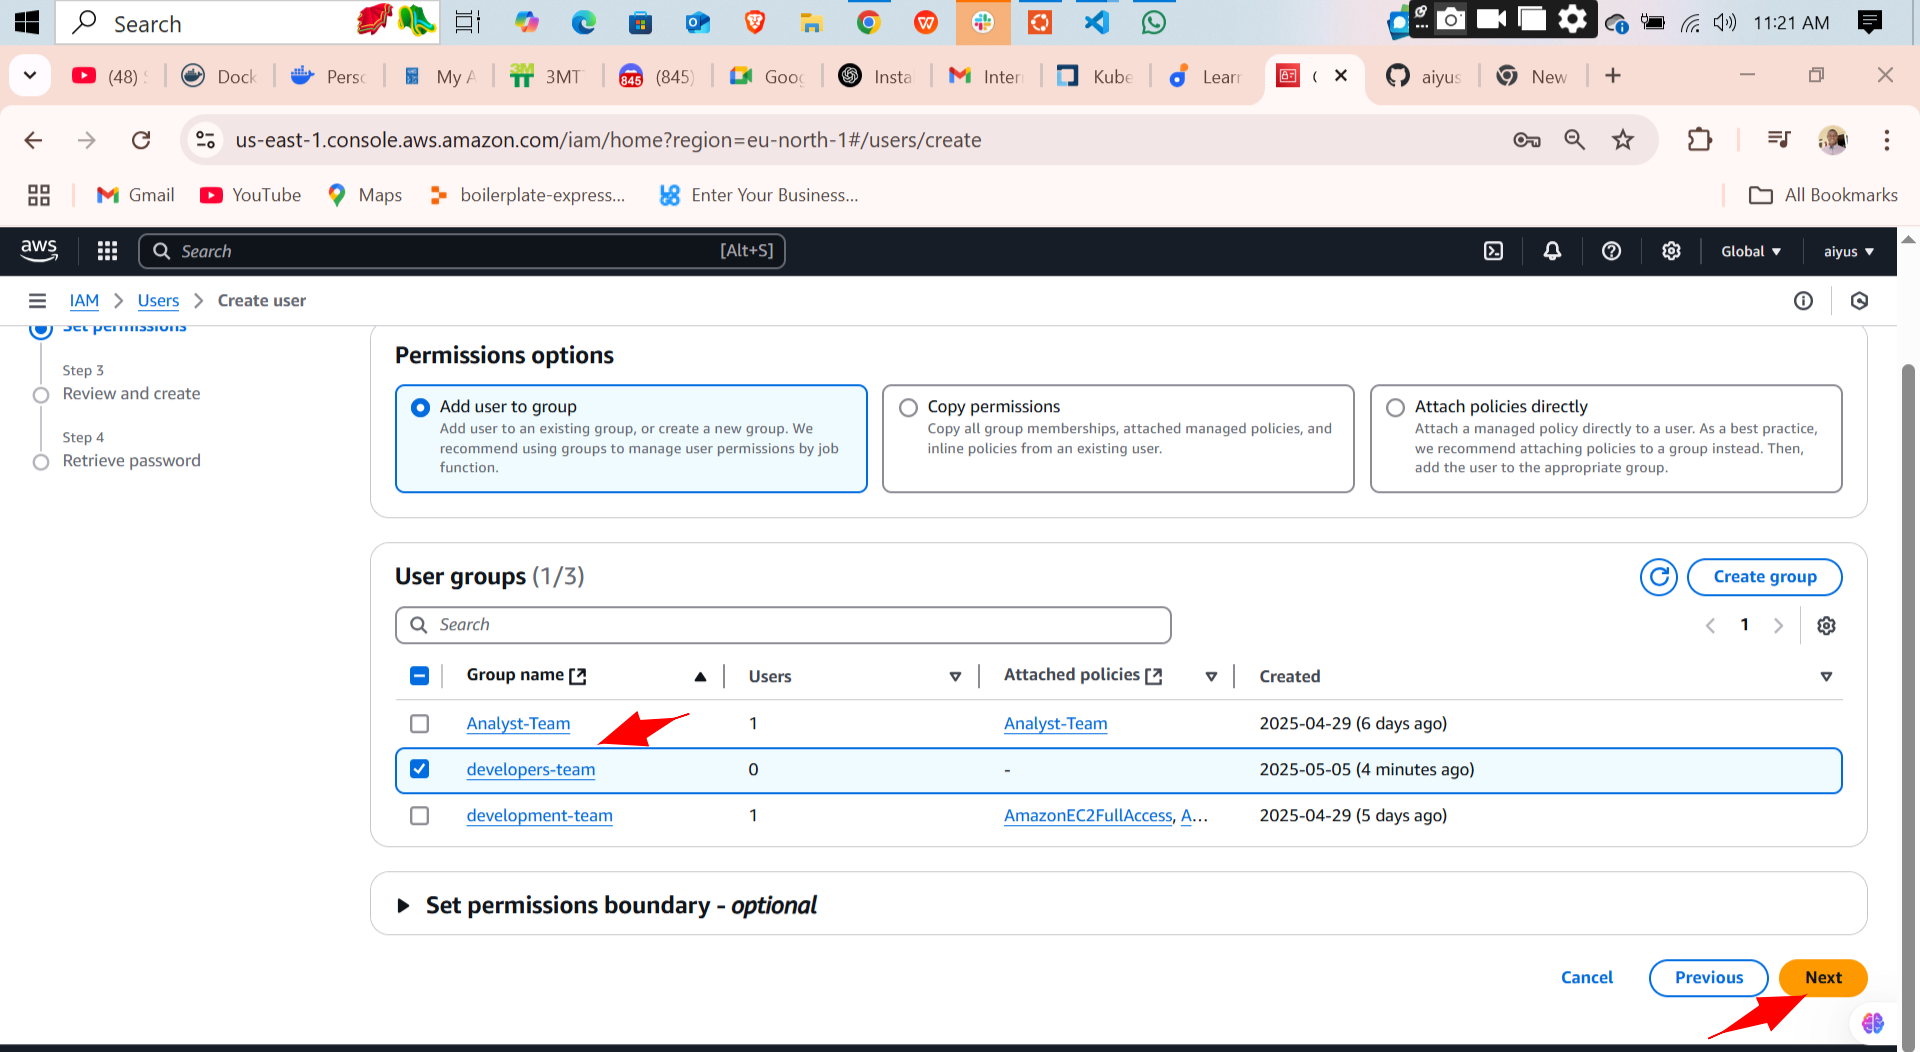 Search
11:21 AM
(48)
Dock
Perso
My A
3MT
845
(845)
Goog
Insta
Inter
Kube
Learn
aiyus
New
us-east-1.console.aws.amazon.com/iam/home?region=eu-north-1#/users/create
Gmail
YouTube
Maps
boilerplate-express...
Enter Your Business...
All Bookmarks
aws
Search
[Alt+S]
Global
aiyus
IAM
Users
Create user
Set permissions
Step 3
Review and create
Step 4
Retrieve password
Permissions options
Add user to group
Add user to an existing group, or create a new group. We
recommend using groups to manage user permissions by job
function.
Copy permissions
Copy all group memberships, attached managed policies, and
inline policies from an existing user.
Attach policies directly
Attach a managed policy directly to a user. As a best practice,
we recommend attaching policies to a group instead. Then,
add the user to the appropriate group.
User groups (1/3)
Create group
Search
1
Group name Users Attached policies Created
Analyst-Team 1 Analyst-Team 2025-04-29 (6 days ago)
developers-team 0 - 2025-05-05 (4 minutes ago)
development-team 1 AmazonEC2FullAccess, A... 2025-04-29 (5 days ago)
Set permissions boundary - optional
Cancel
Previous
Next